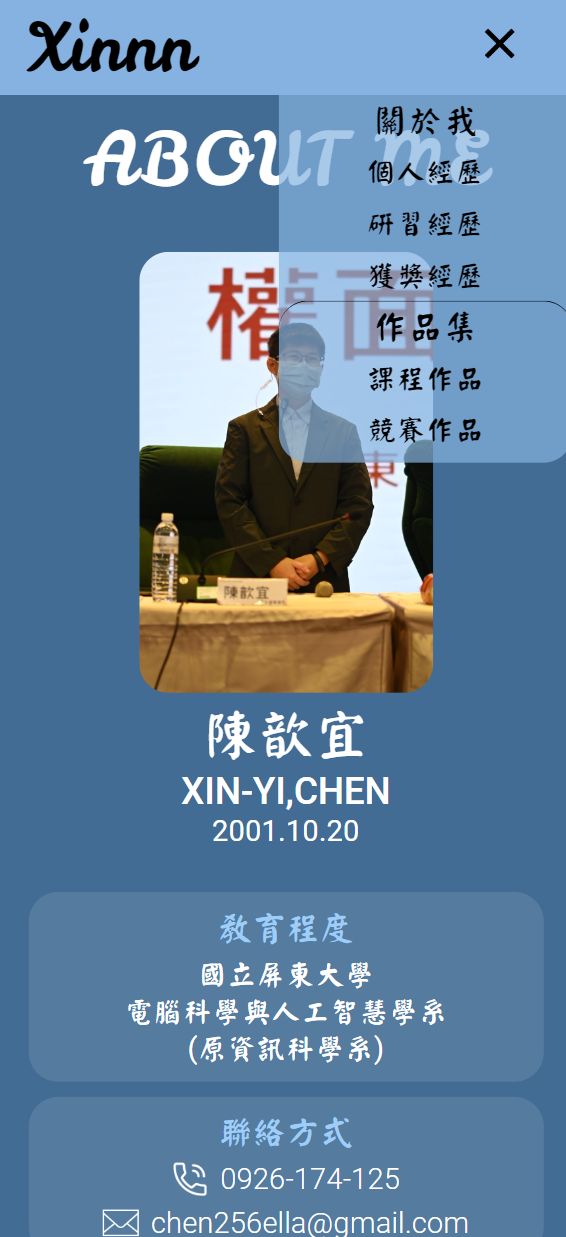 Xinnn
ABOUT ME
關於我
個人經歷
研習經歷
獲獎經歷
作品集
課程作品
競賽作品
權 面
東
陳歆宜
陳歆宜
XIN-YI,CHEN
2001.10.20
教育程度
國立屏東大學
電腦科學與人工智慧學系
(原資訊科學系)
聯絡方式
0926-174-125
chen256ella@gmail.com